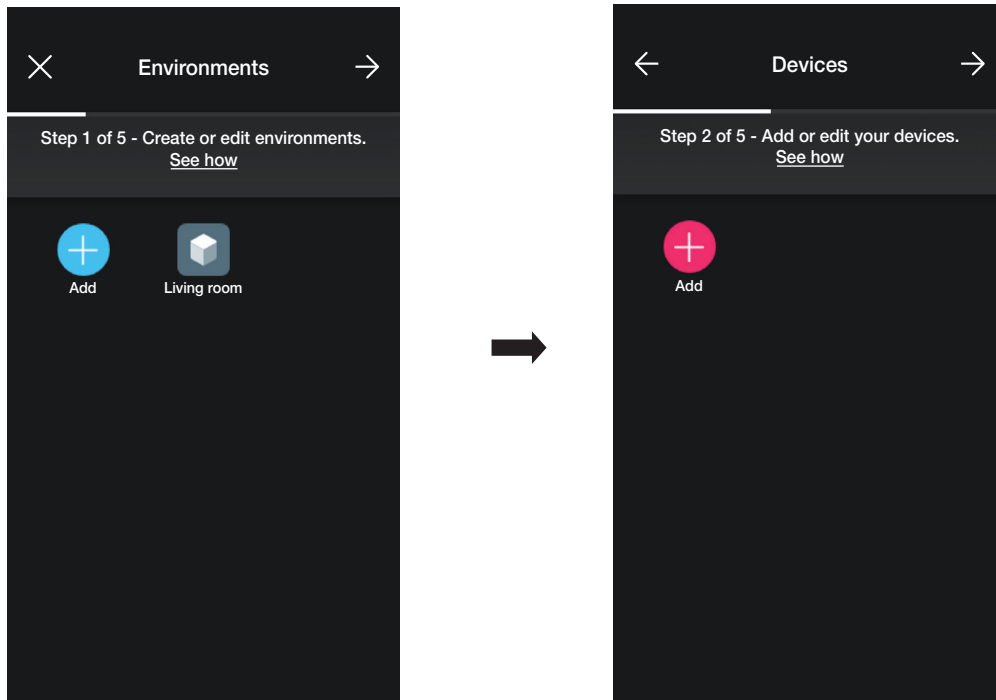 Environments
Step 1 of 5 - Create or edit environments.
See how
Add
Living room
Devices
Step 2 of 5 - Add or edit your devices.
See how
Add